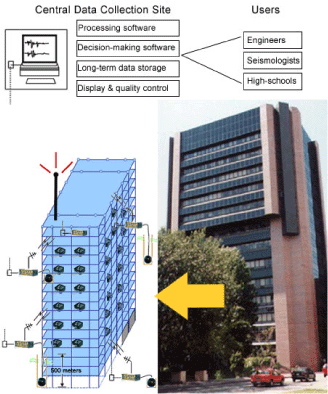 Central Data Collection Site
Users
Processing software
Decision-making software
Long-term data storage
Display & quality control
Engineers
Seismologists
High-schools
500 meters